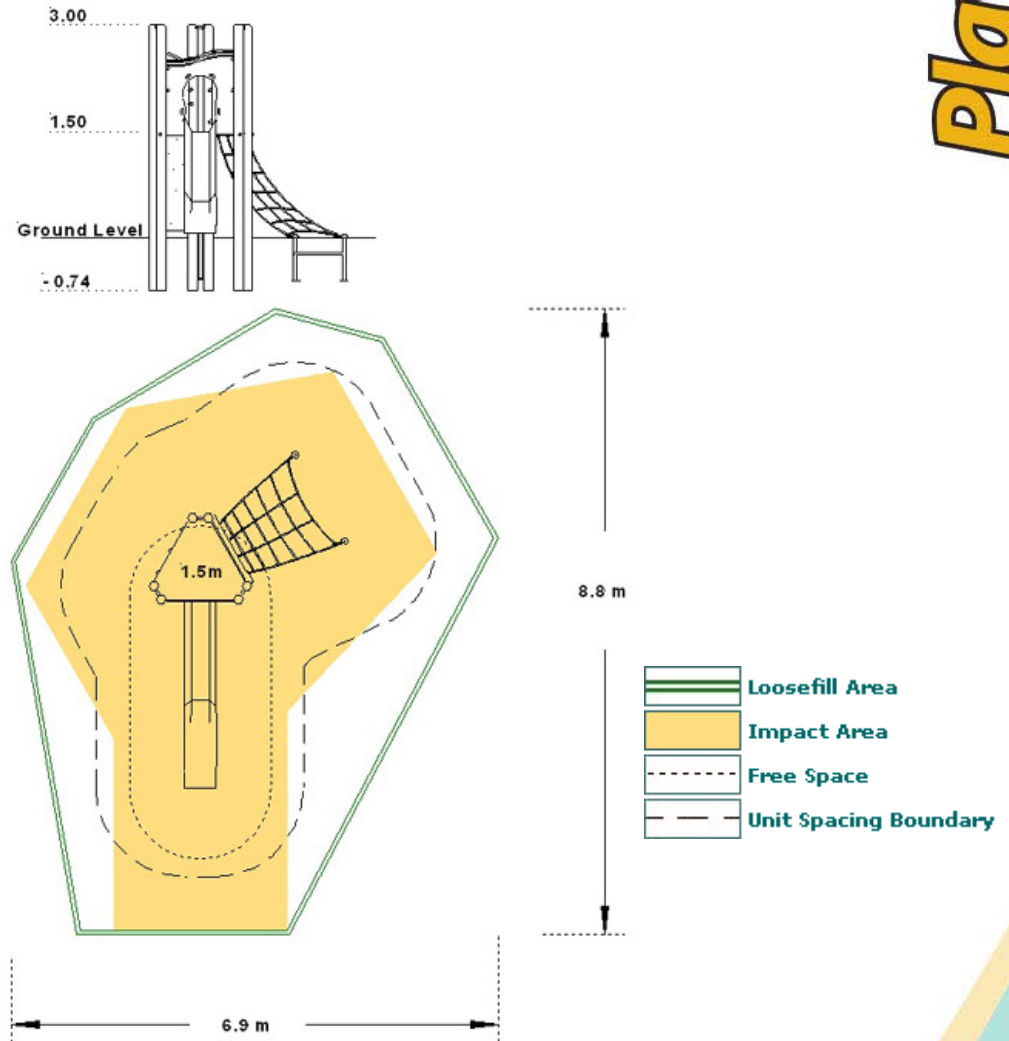 3.00
1.50
Ground Level
- 0.74
1.5m
8.8 m
Loosefill Area
Impact Area
Free Space
Unit Spacing Boundary
6.9 m